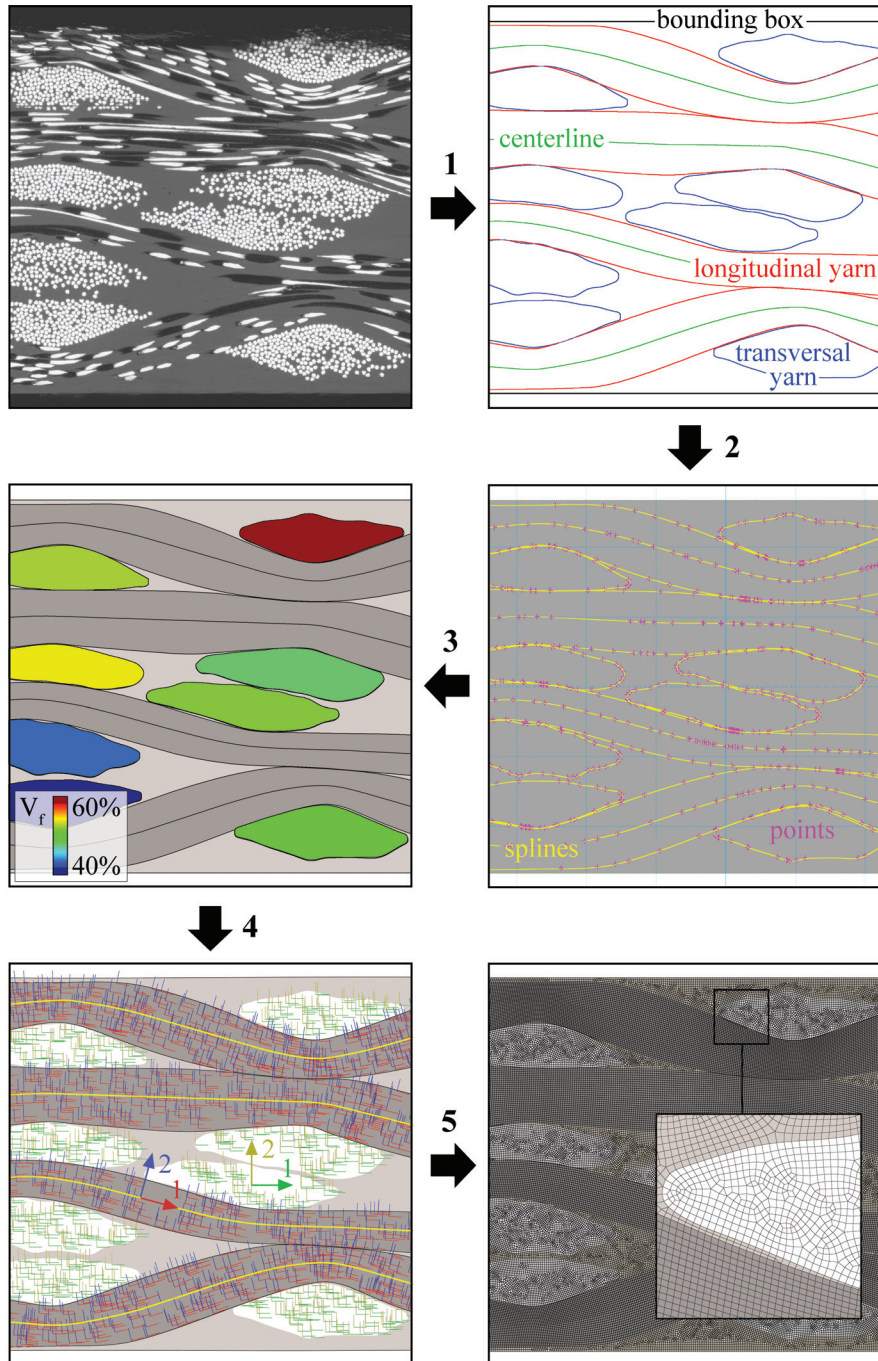 bounding box
centerline
longitudinal yarn
transversal
yarn
1
2
3
V_f
60%
40%
splines
points
4
2
1
2
1
5